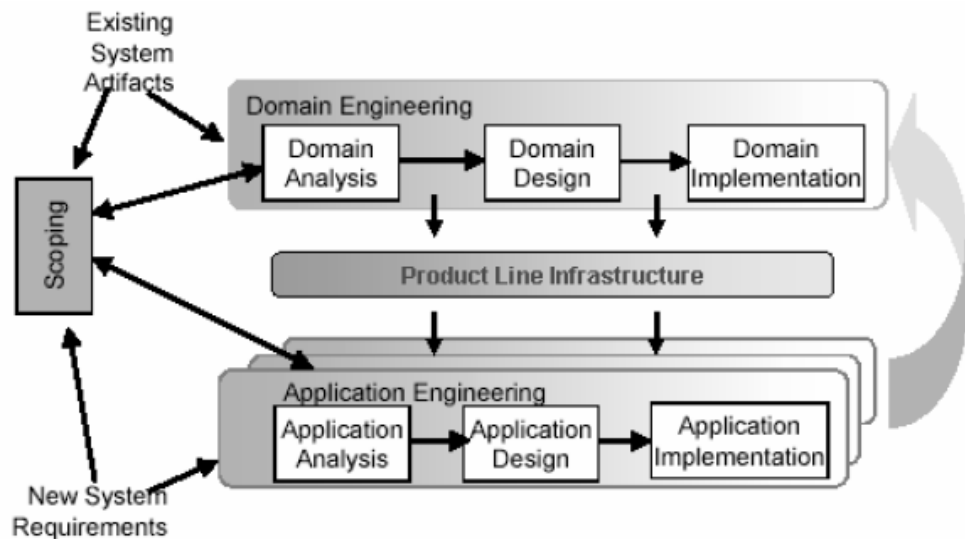 Existing
System
Artifacts
Domain Engineering
Domain
Analysis
Domain
Design
Domain
Implementation
Scoping
Product Line Infrastructure
Application Engineering
Application
Analysis
Application
Design
Application
Implementation
New System
Requirements